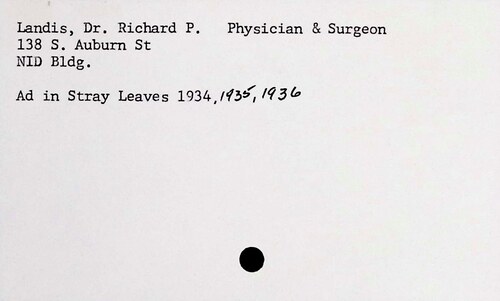 Landis, Dr. Richard P. Physician & Surgeon
138 S. Auburn St
NID Bldg.
Ad in Stray Leaves 1934, 1935, 1936